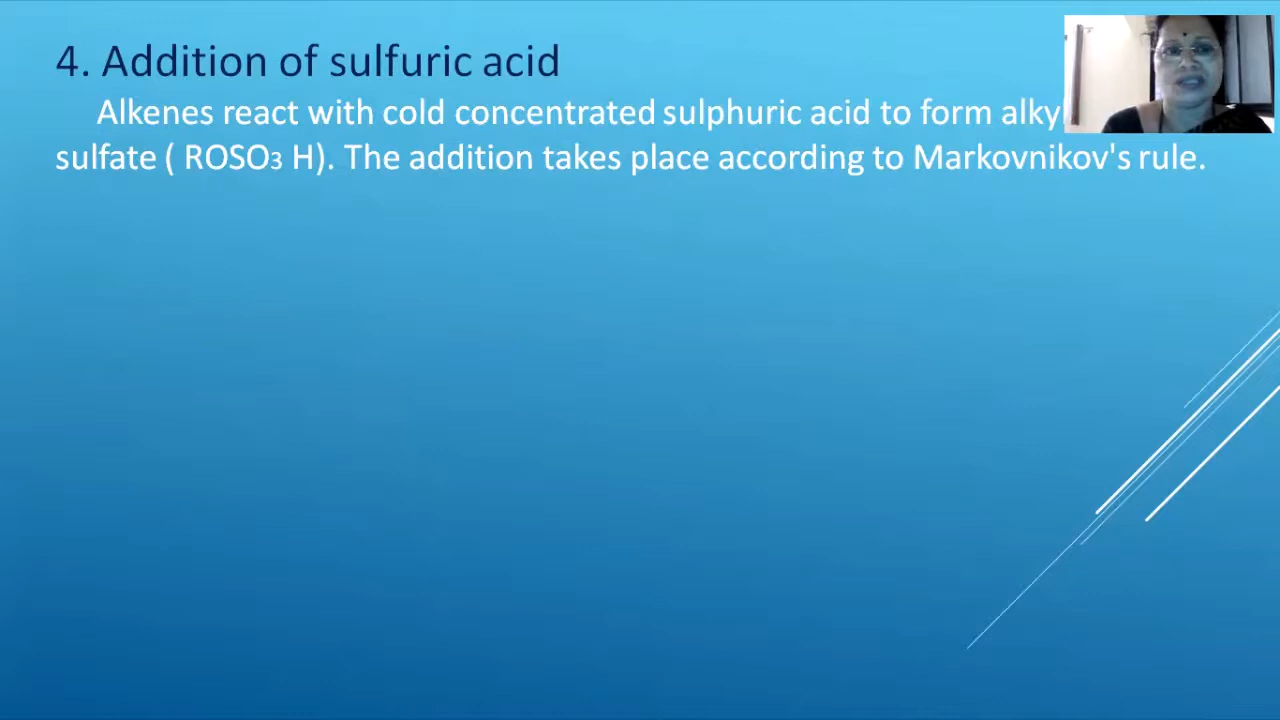 4. Addition of sulfuric acid
Alkenes react with cold concentrated sulphuric acid to form alky
sulfate ( ROSO3 H). The addition takes place according to Markovnikov's rule.